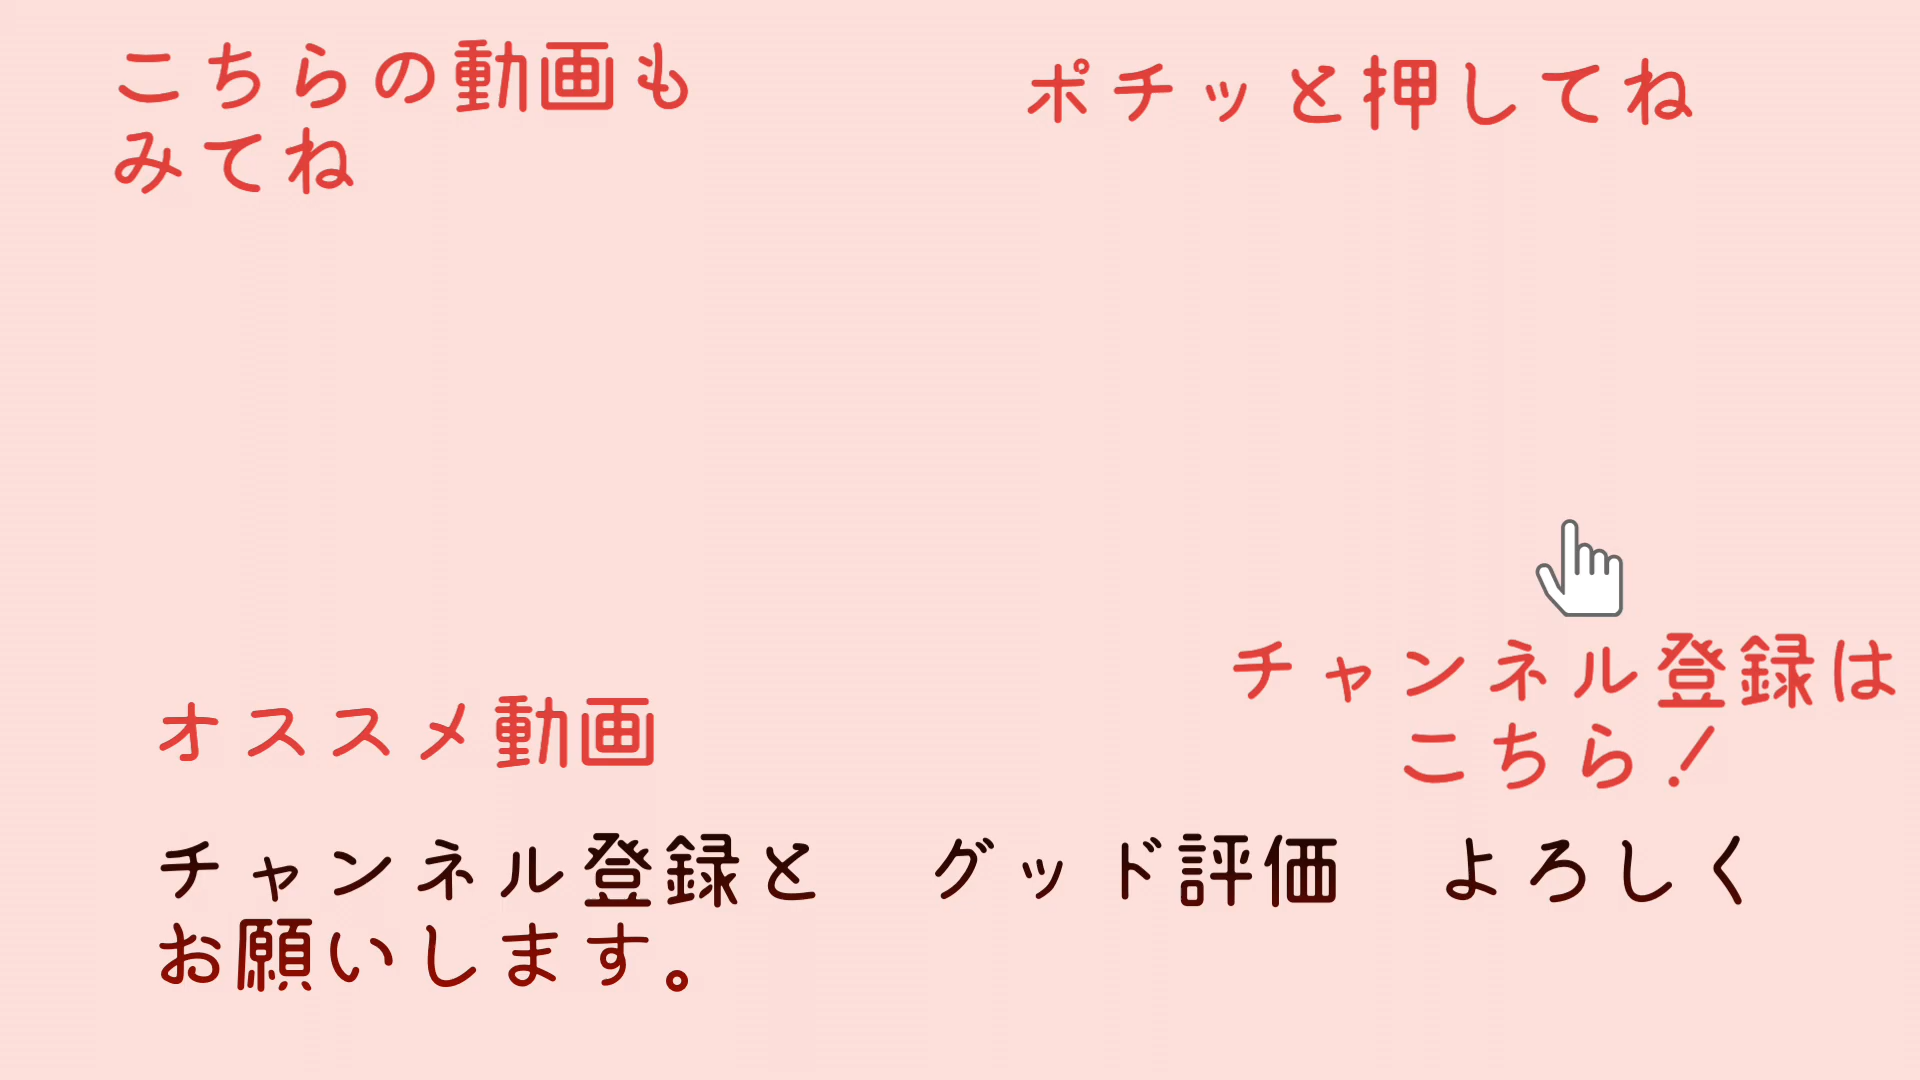 こちらの動画も
みてね
ポチッと押してね
チャンネル登録は
こちら！
オススメ動画
チャンネル登録と　グッド評価　よろしく
お願いします。